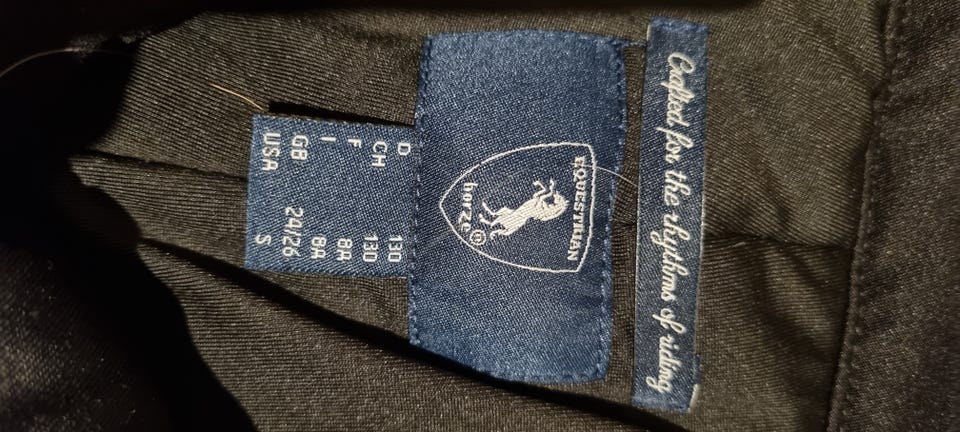 Crafted for the rhythms of riding
EQUESTRIAN
horze®
D 130
CH 130
F 8A
I 8A
GB 24/26
USA S